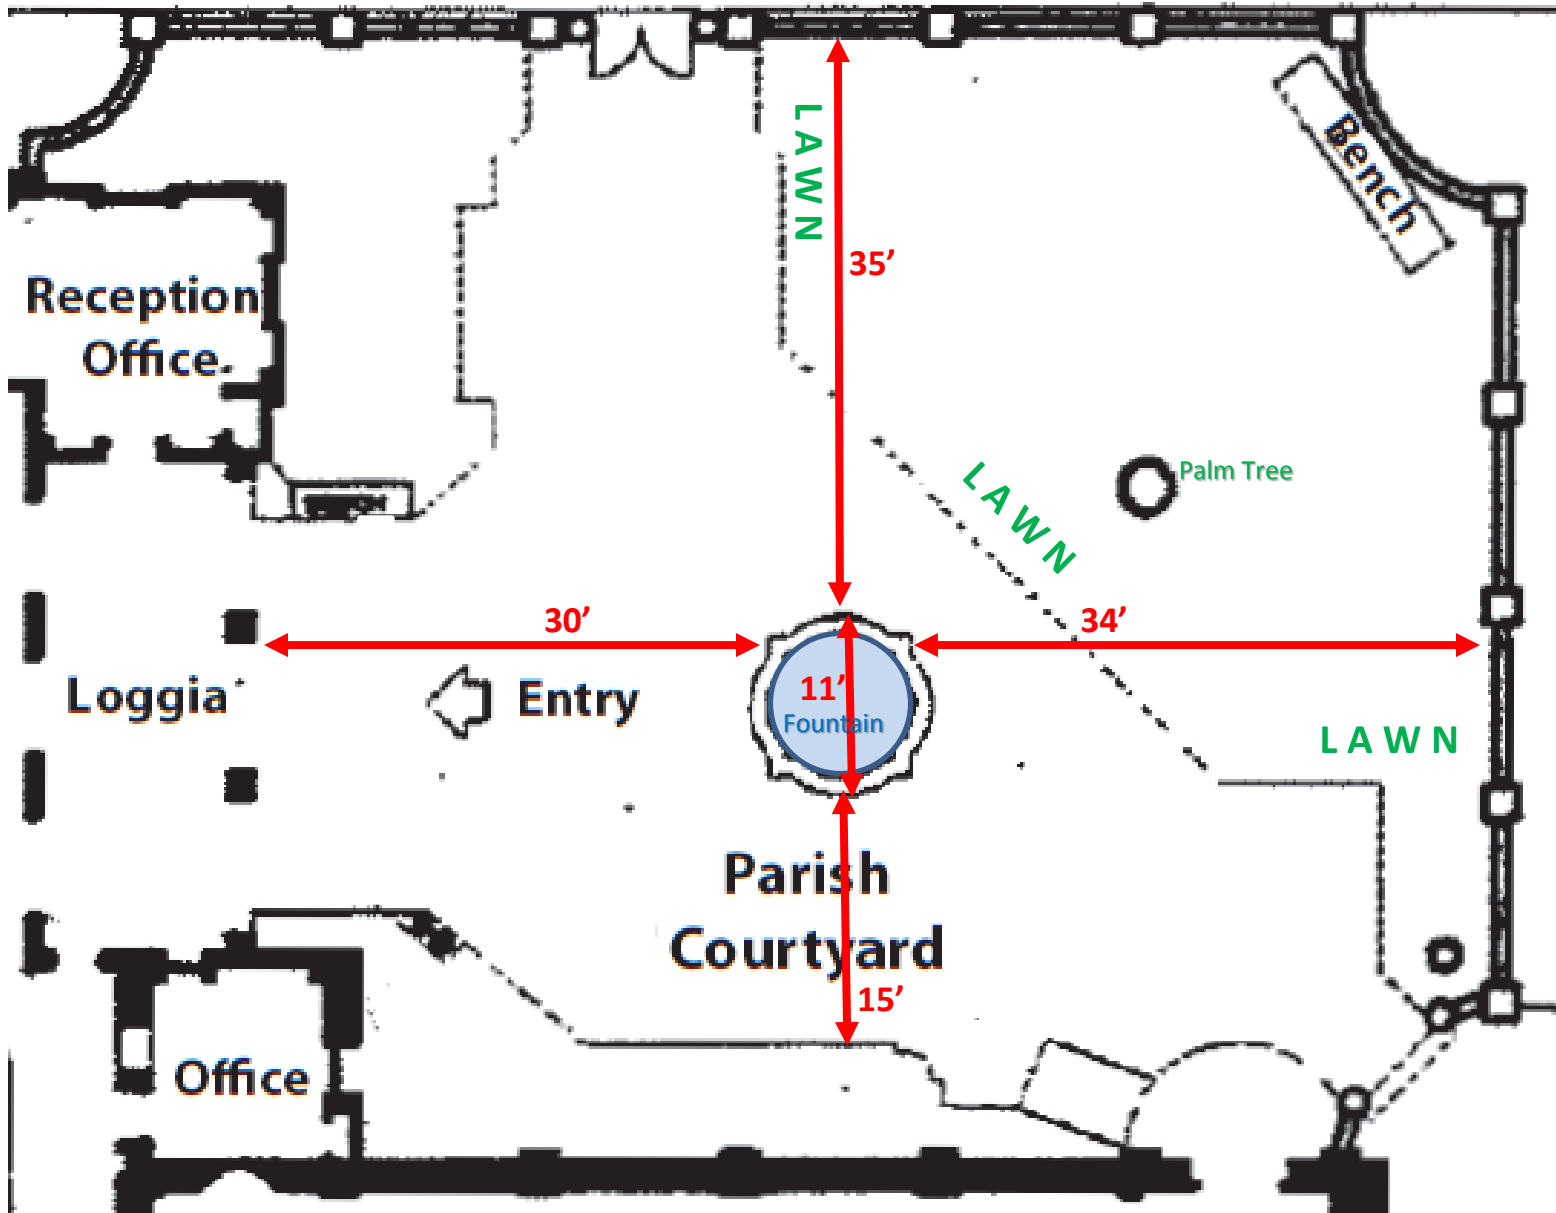 LAWN
Bench
35’
Reception
Office
Palm Tree
LAWN
30’
34’
Loggia
Entry
11’
Fountain
LAWN
Parish
Courtyard
15’
Office